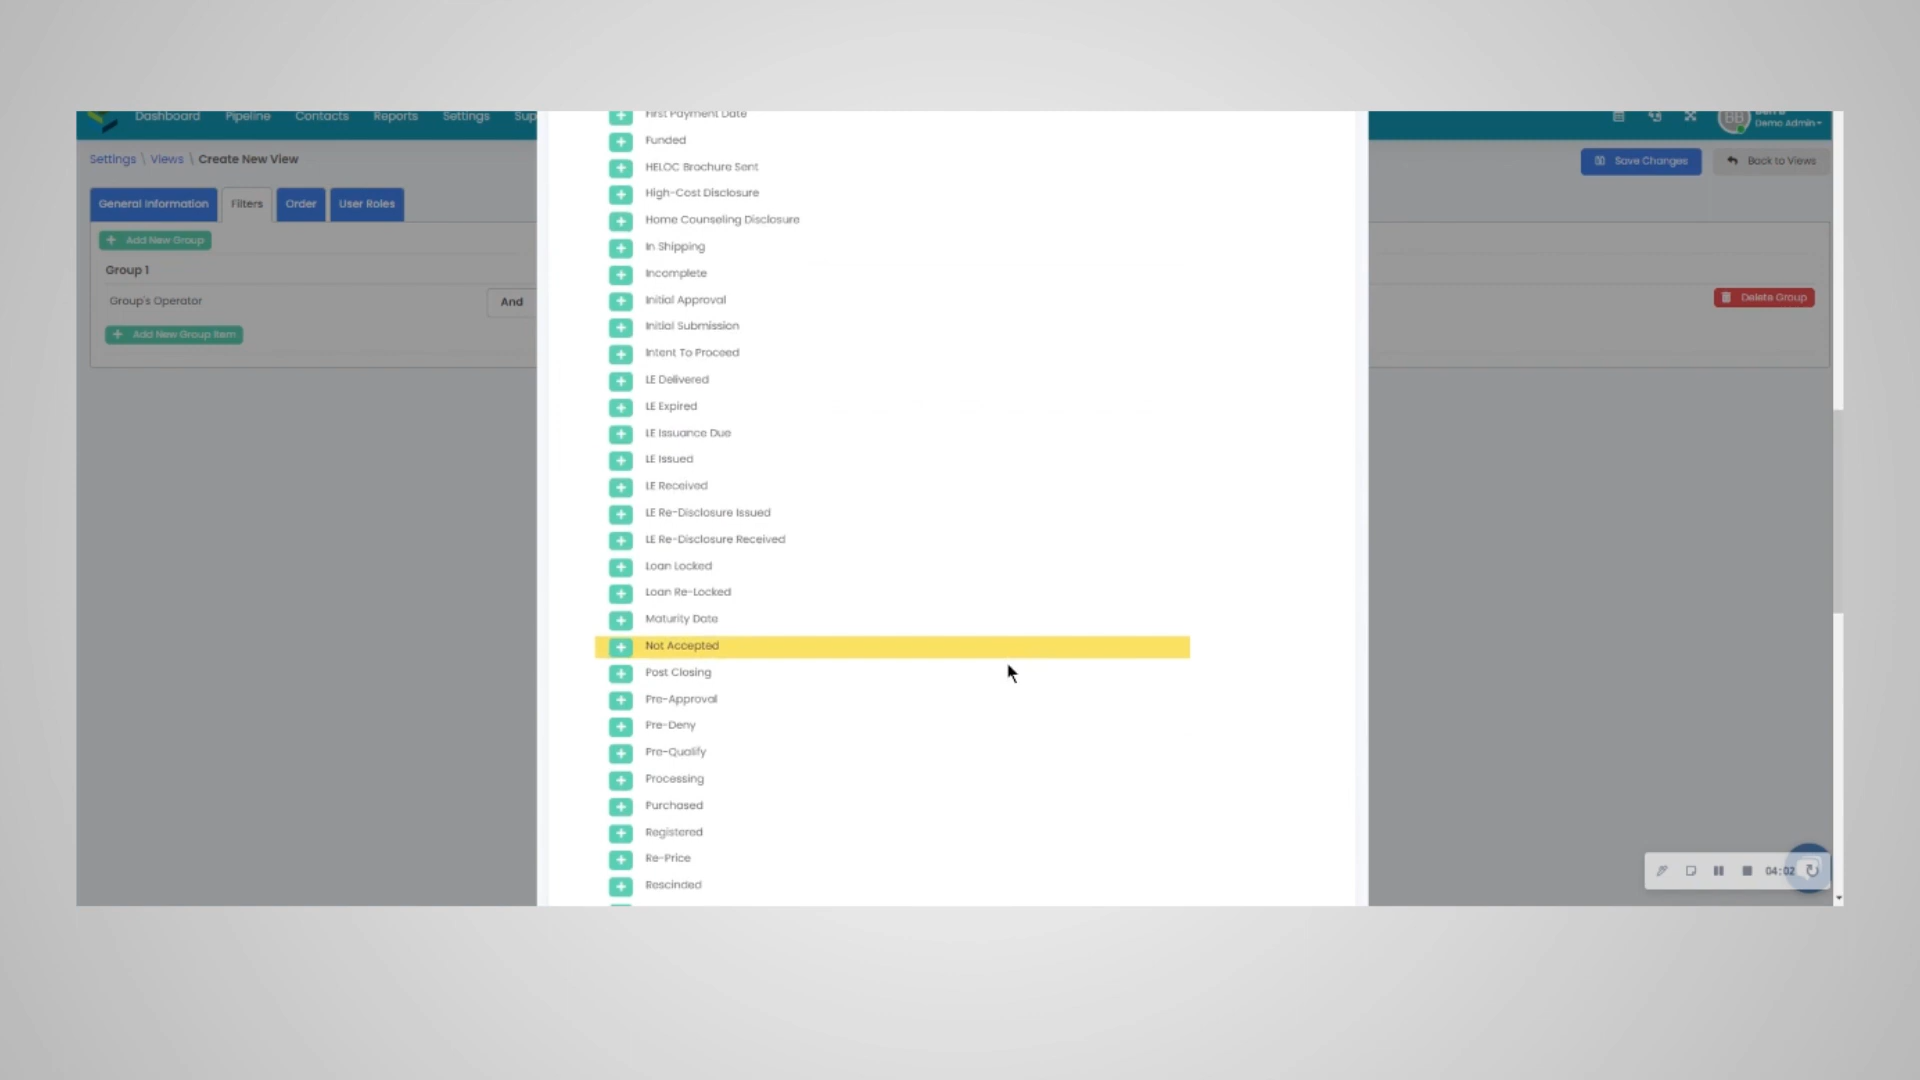 Dashboard Pipeline Contacts Reports Settings Sup
BB
Demo Admin
Settings \ Views \ Create New View
Save Changes
Back to Views
General Information Filters Order User Roles
Add New Group
Group 1
Group's Operator And
Delete Group
Add New Group Item
First Payment Date
Funded
HELOC Brochure Sent
High-Cost Disclosure
Home Counseling Disclosure
In Shipping
Incomplete
Initial Approval
Initial Submission
Intent To Proceed
LE Delivered
LE Expired
LE Issuance Due
LE Issued
LE Received
LE Re-Disclosure Issued
LE Re-Disclosure Received
Loan Locked
Loan Re-Locked
Maturity Date
Not Accepted
Post Closing
Pre-Approval
Pre-Deny
Pre-Qualify
Processing
Purchased
Registered
Re-Price
Rescinded
04:02